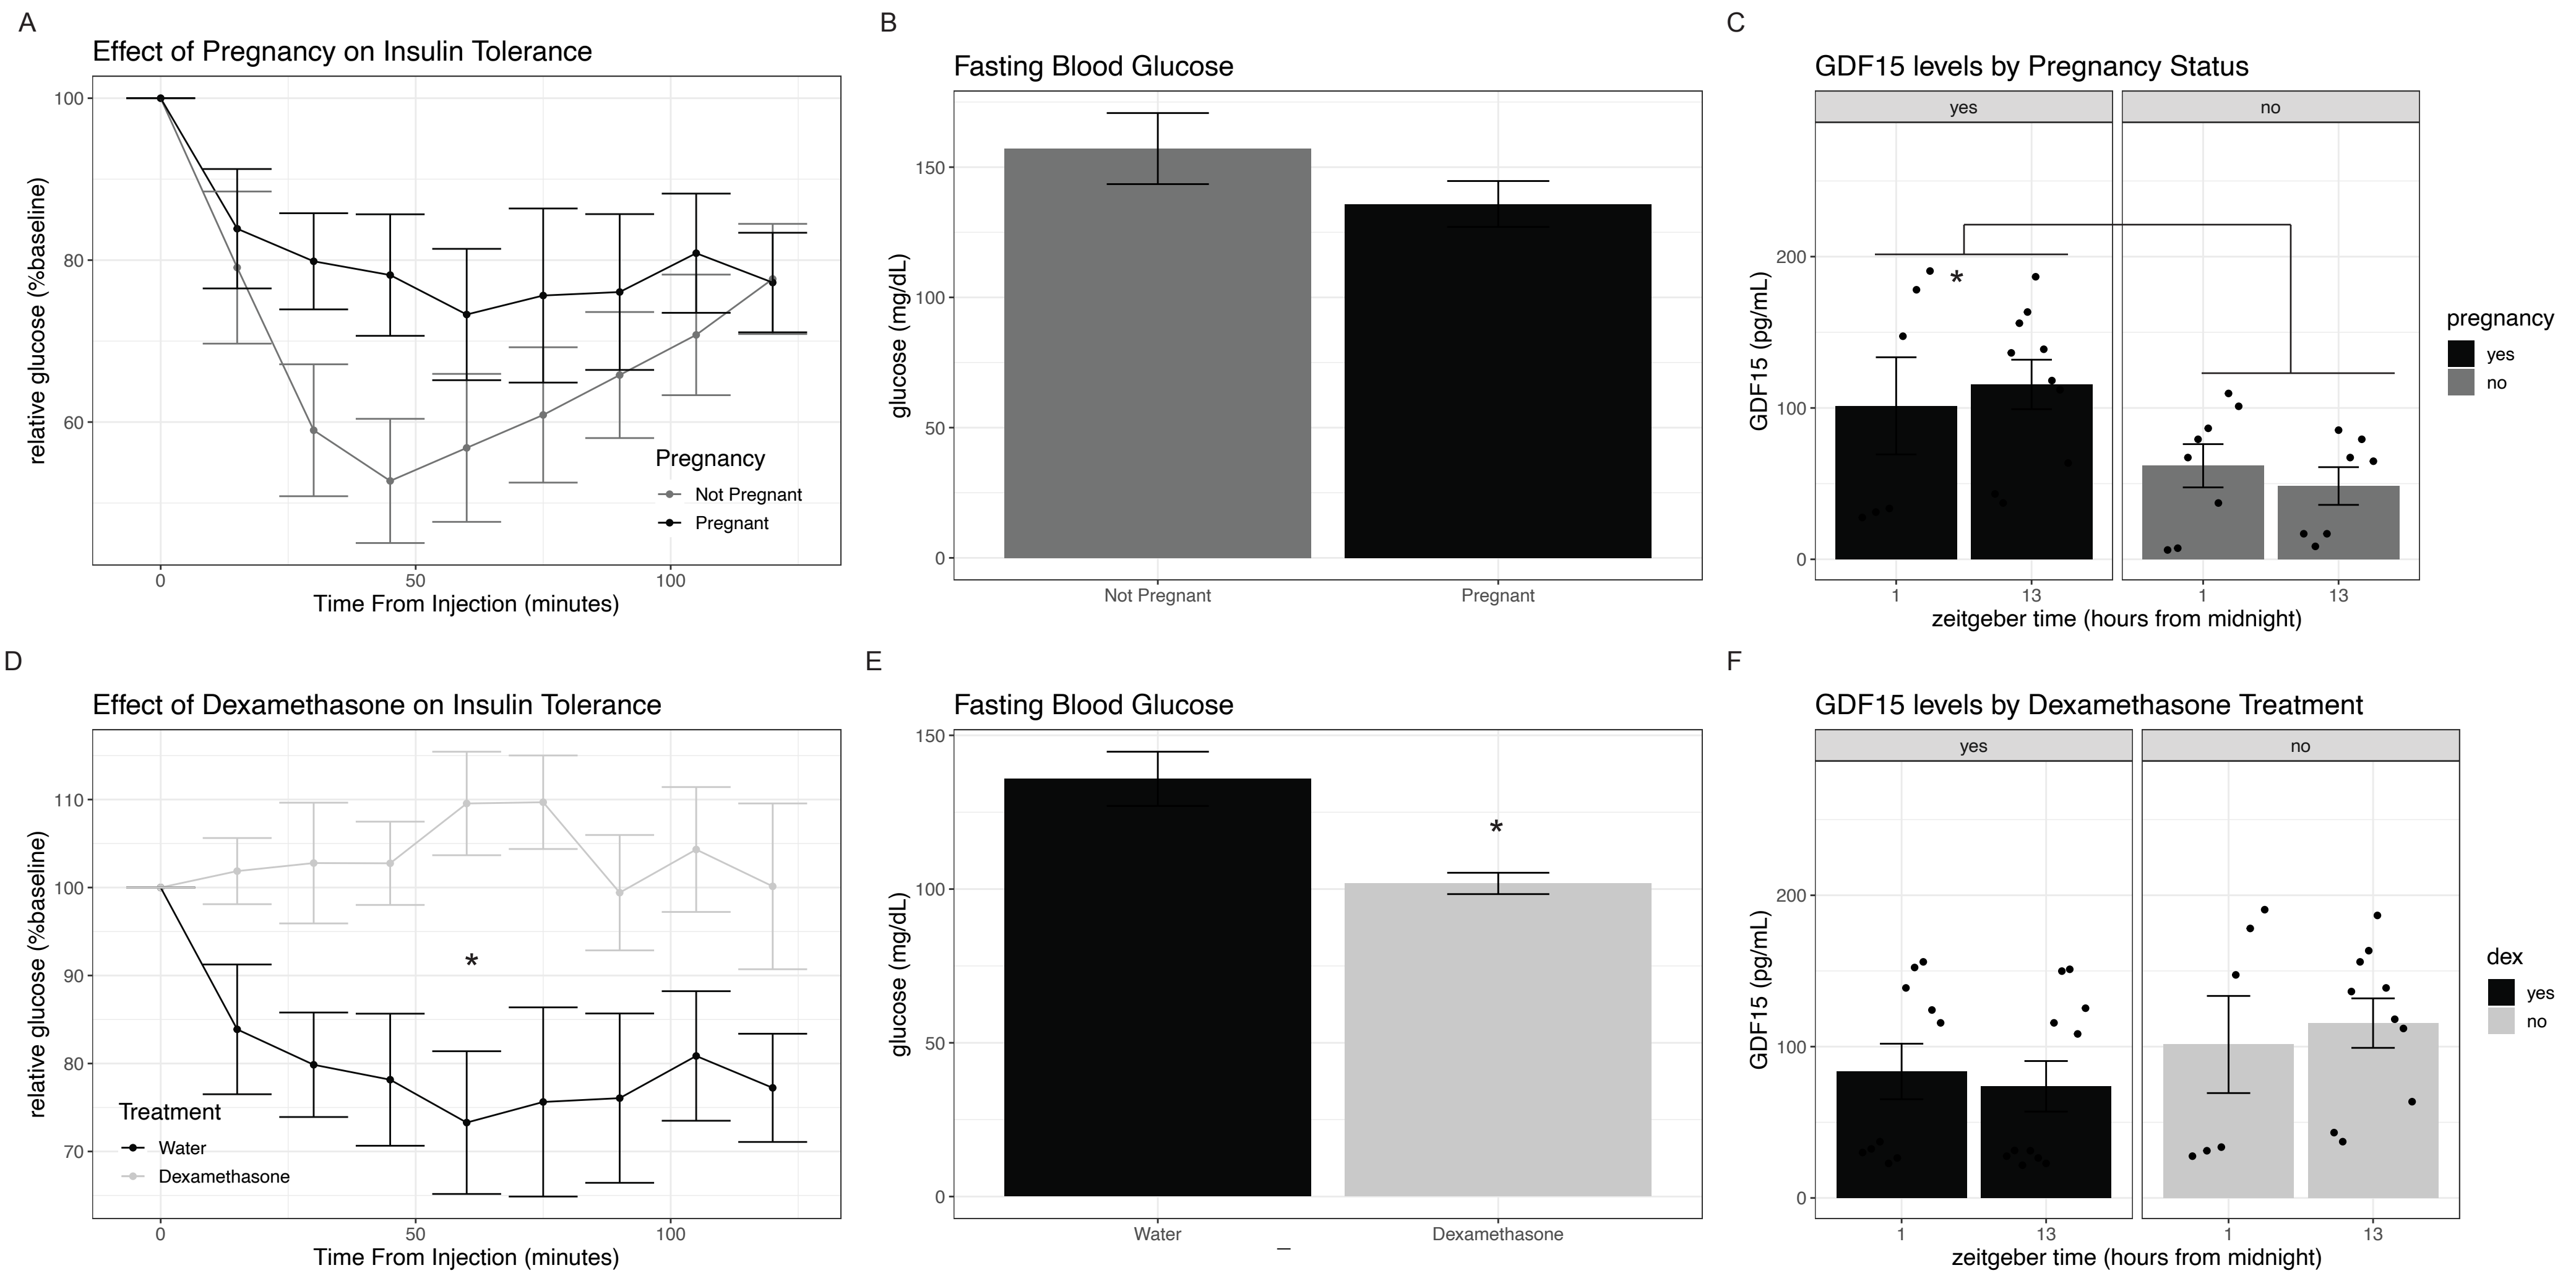 A
Effect of Pregnancy on Insulin Tolerance
relative glucose (%baseline)
100
80
60
Pregnancy
Not Pregnant
Pregnant
0
50
100
Time From Injection (minutes)
B
Fasting Blood Glucose
glucose (mg/dL)
150
100
50
0
Not Pregnant
Pregnant
C
GDF15 levels by Pregnancy Status
yes
no
GDF15 (pg/mL)
200
100
0
*
1
13
1
13
zeitgeber time (hours from midnight)
pregnancy
yes
no
D
Effect of Dexamethasone on Insulin Tolerance
relative glucose (%baseline)
110
100
90
80
70
*
Treatment
Water
Dexamethasone
0
50
100
Time From Injection (minutes)
E
Fasting Blood Glucose
glucose (mg/dL)
150
100
50
0
*
Water
Dexamethasone
_
F
GDF15 levels by Dexamethasone Treatment
yes
no
GDF15 (pg/mL)
200
100
0
1
13
1
13
zeitgeber time (hours from midnight)
dex
yes
no